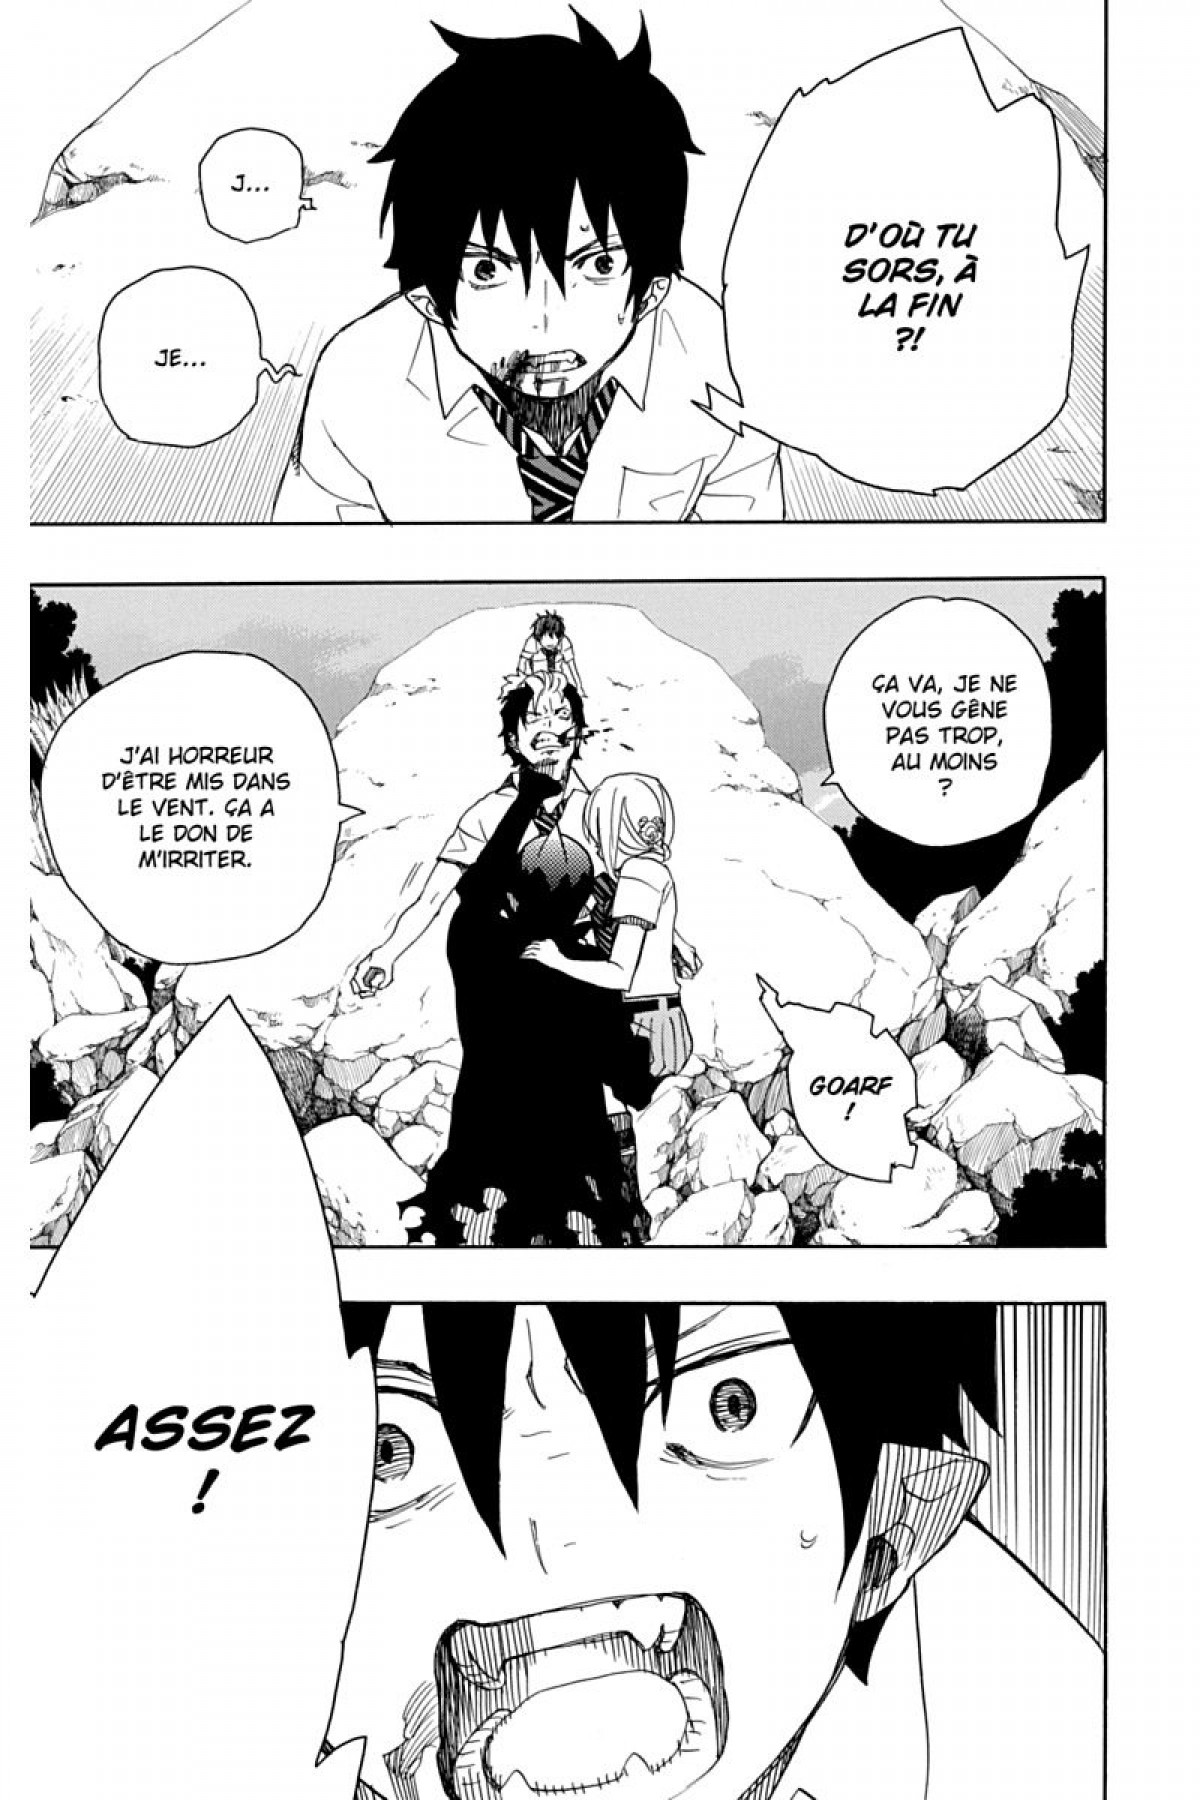 D'OÙ TU
SORS, À
LA FIN
?!
J...
JE...
ÇA VA, JE NE
VOUS GÊNE
PAS TROP,
AU MOINS
?
J'AI HORREUR
D'ÊTRE MIS DANS
LE VENT. ÇA A
LE DON DE
M'IRRITER.
GOARF
!
ASSEZ
!